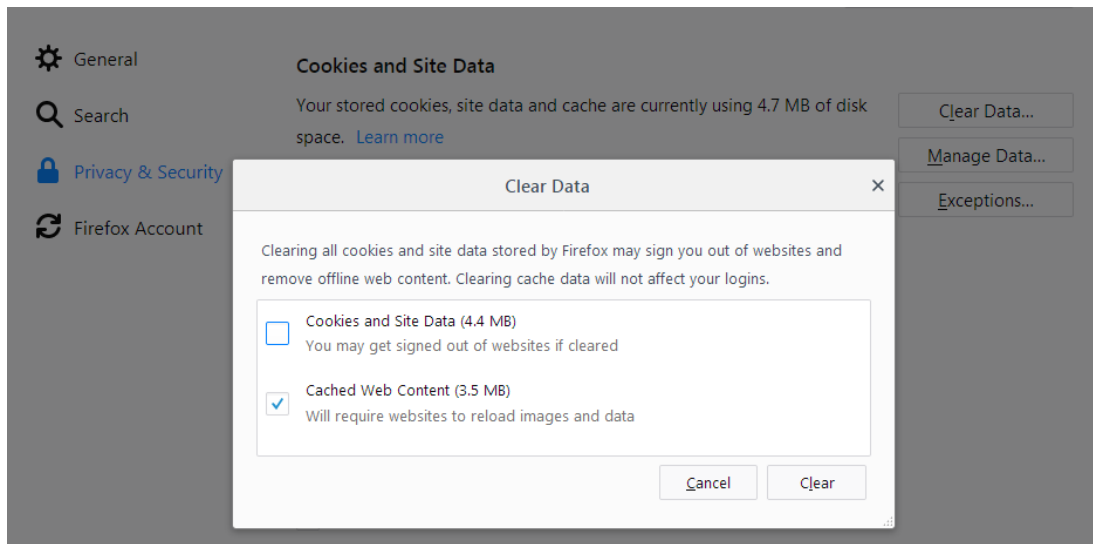 General
Search
Privacy & Security
Firefox Account
Cookies and Site Data
Your stored cookies, site data and cache are currently using 4.7 MB of disk
space. Learn more
Clear Data...
Manage Data...
Exceptions...
Clear Data
Clearing all cookies and site data stored by Firefox may sign you out of websites and
remove offline web content. Clearing cache data will not affect your logins.
Cookies and Site Data (4.4 MB)
You may get signed out of websites if cleared
Cached Web Content (3.5 MB)
Will require websites to reload images and data
Cancel
Clear